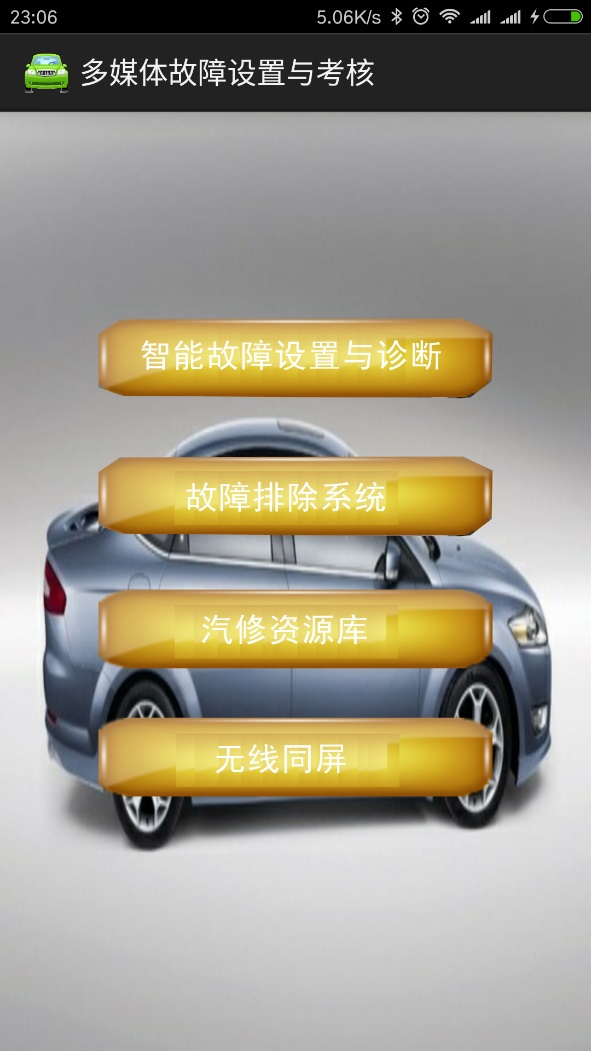 23:06
5.06K/s
多媒体故障设置与考核
智能故障设置与诊断
故障排除系统
汽修资源库
无线同屏